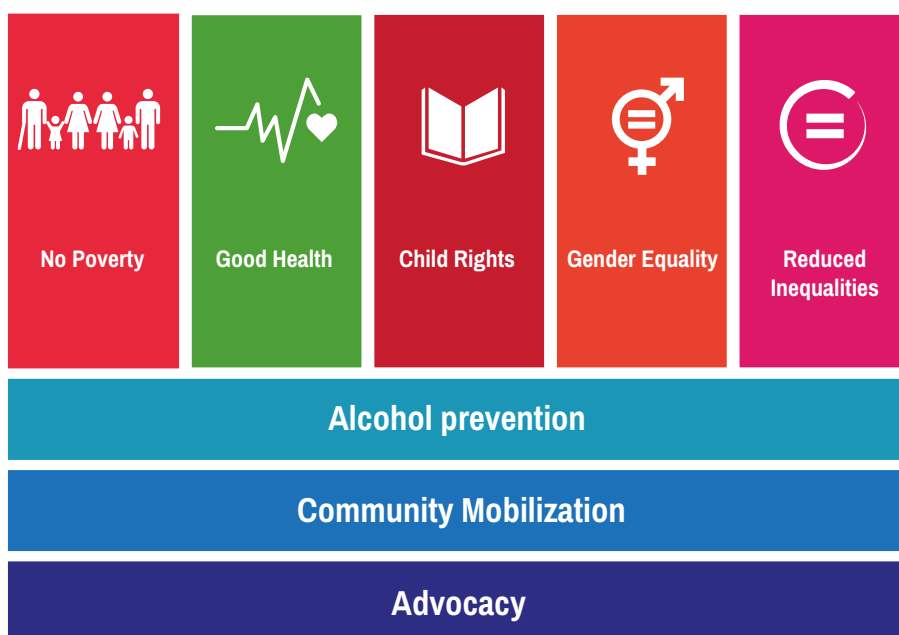 No Poverty
Good Health
Child Rights
Gender Equality
Reduced
Inequalities
Alcohol prevention
Community Mobilization
Advocacy